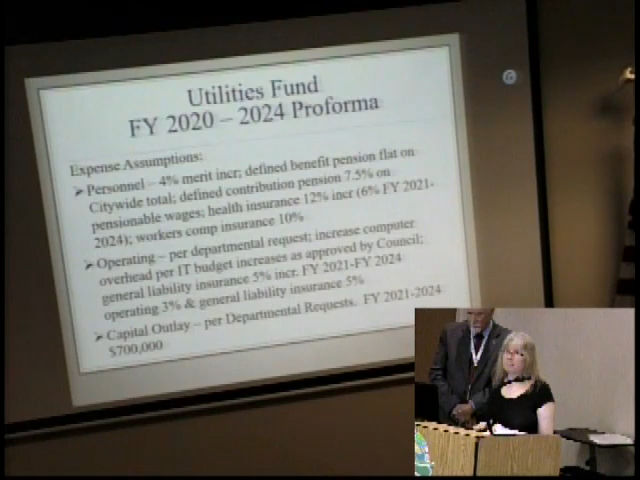 Utilities Fund
FY 2020 – 2024 Proforma
Expense Assumptions:
➢ Personnel – 4% merit incr; defined benefit pension flat on
Citywide total; defined contribution pension 7.5% on
pensionable wages; health insurance 12% incr (6% FY 2021-
2024); workers comp insurance 10%
➢ Operating – per departmental request; increase computer
overhead per IT budget increases as approved by Council;
general liability insurance 5% incr. FY 2021-FY 2024
operating 3% & general liability insurance 5%
➢ Capital Outlay – per Departmental Requests. FY 2021-2024
$700,000